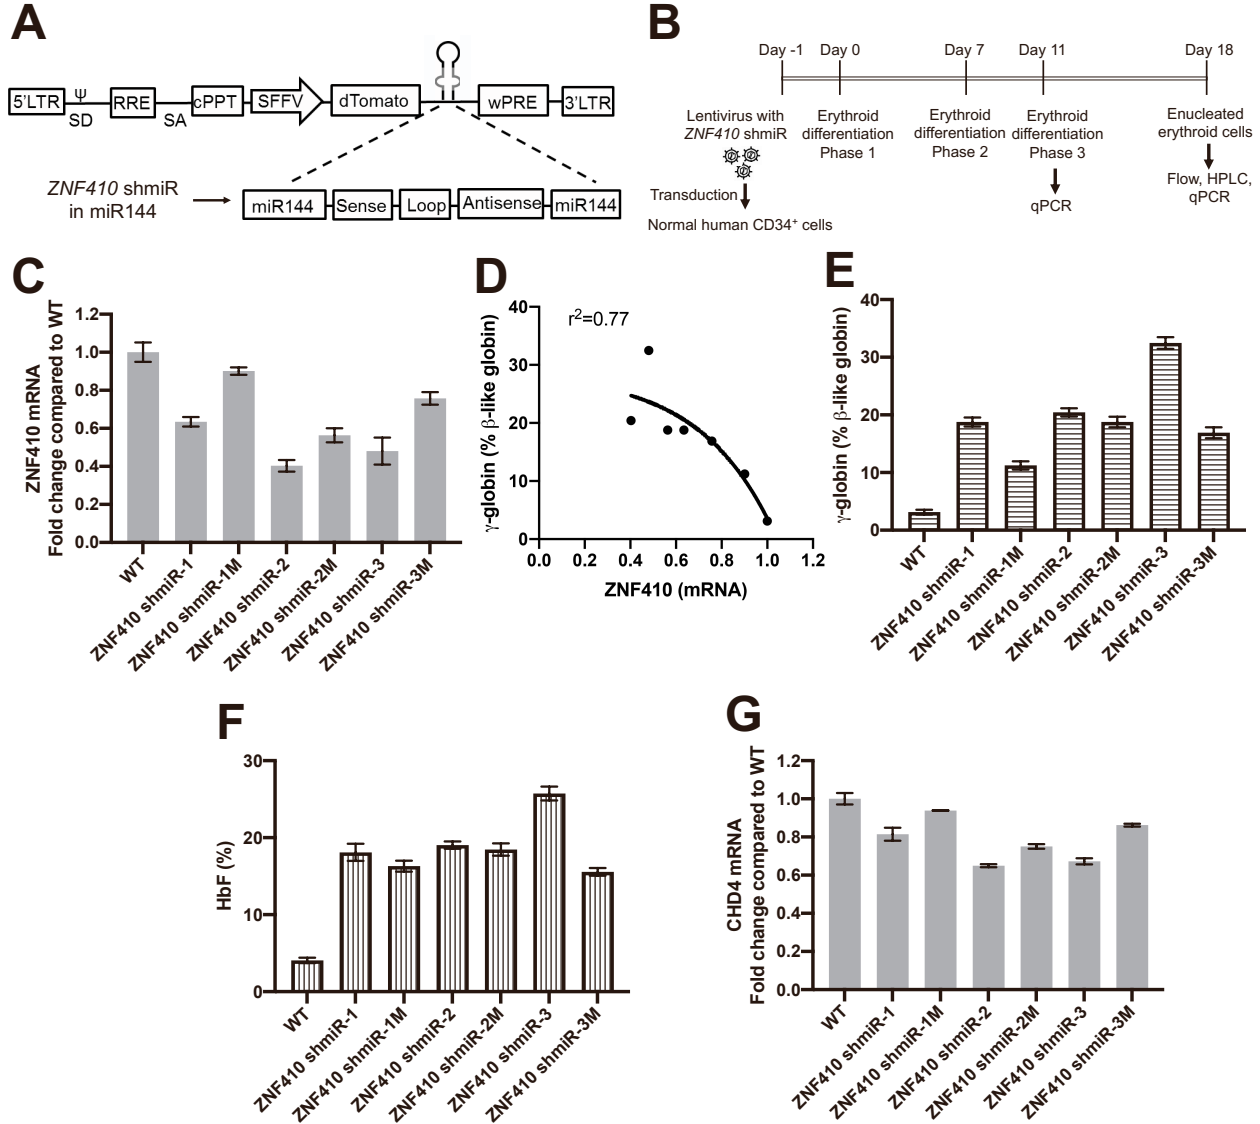 A
5'LTR
Ψ
SD
RRE
SA
cPPT
SFFV
dTomato
wPRE
3'LTR
ZNF410 shmiR
in miR144
miR144
Sense
Loop
Antisense
miR144
B
Day -1
Day 0
Day 7
Day 11
Day 18
Lentivirus with
ZNF410 shmiR
Transduction
Normal human CD34⁺ cells
Erythroid
differentiation
Phase 1
Erythroid
differentiation
Phase 2
Erythroid
differentiation
Phase 3
qPCR
Enucleated
erythroid cells
Flow, HPLC,
qPCR
C
ZNF410 mRNA
Fold change compared to WT
1.2
1.0
0.8
0.6
0.4
0.2
0.0
WT
ZNF410 shmiR-1
ZNF410 shmiR-1M
ZNF410 shmiR-2
ZNF410 shmiR-2M
ZNF410 shmiR-3
ZNF410 shmiR-3M
D
γ-globin (% β-like globin)
40
30
20
10
0
r²=0.77
0.0
0.2
0.4
0.6
0.8
1.0
1.2
ZNF410 (mRNA)
E
γ-globin (% β-like globin)
40
30
20
10
0
WT
ZNF410 shmiR-1
ZNF410 shmiR-1M
ZNF410 shmiR-2
ZNF410 shmiR-2M
ZNF410 shmiR-3
ZNF410 shmiR-3M
F
HbF (%)
30
20
10
0
WT
ZNF410 shmiR-1
ZNF410 shmiR-1M
ZNF410 shmiR-2
ZNF410 shmiR-2M
ZNF410 shmiR-3
ZNF410 shmiR-3M
G
CHD4 mRNA
Fold change compared to WT
1.2
1.0
0.8
0.6
0.4
0.2
0.0
WT
ZNF410 shmiR-1
ZNF410 shmiR-1M
ZNF410 shmiR-2
ZNF410 shmiR-2M
ZNF410 shmiR-3
ZNF410 shmiR-3M